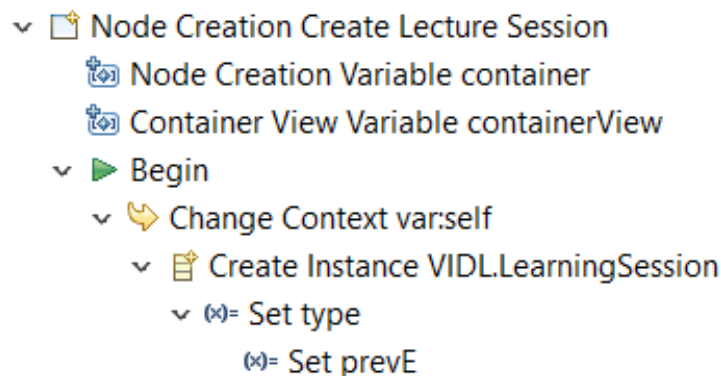 Node Creation Create Lecture Session
Node Creation Variable container
Container View Variable containerView
Begin
Change Context var:self
Create Instance VIDL.LearningSession
(x)= Set type
(x)= Set prevE